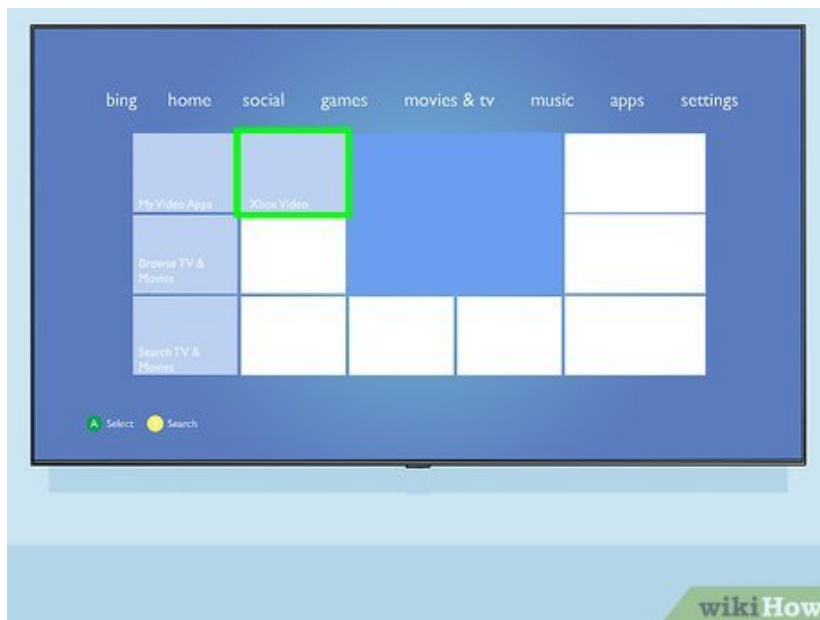 bing home social games movies & tv music apps settings
My Video Apps
Xbox Video
Browse TV &
Movies
Search TV &
Movies
A Select Y Search
wikiHow